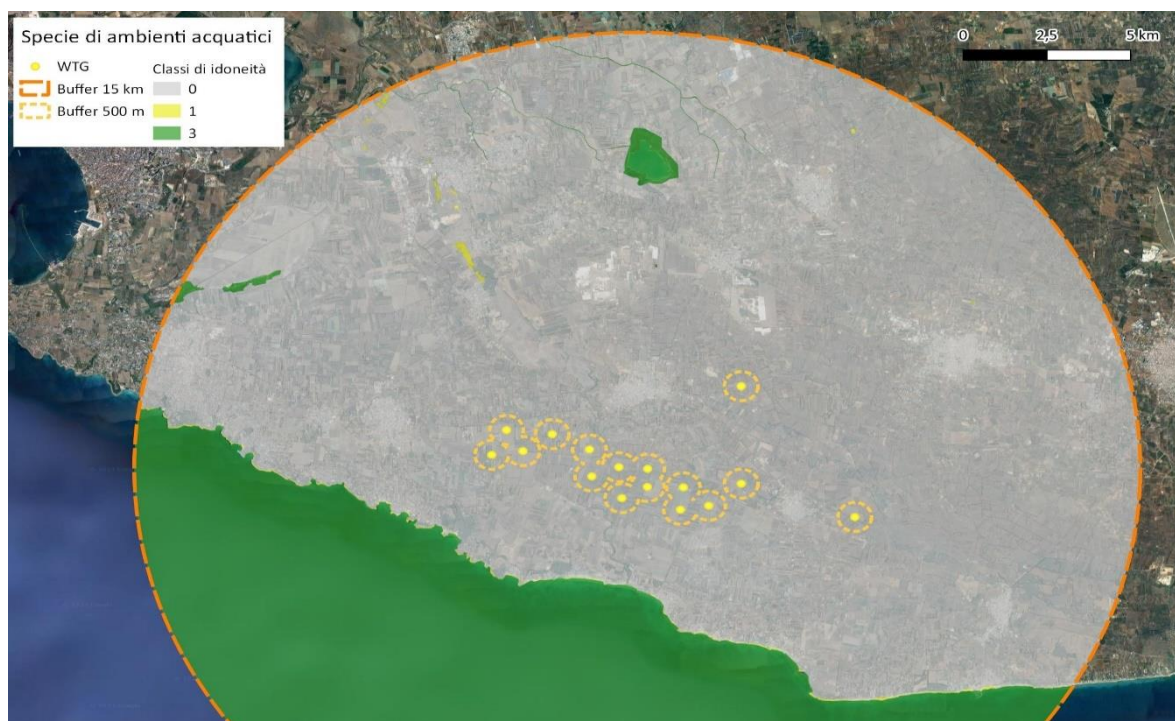 Specie di ambienti acquatici
WTG
Buffer 15 km
Buffer 500 m
Classi di idoneità
0
1
3
0 2,5 5 km